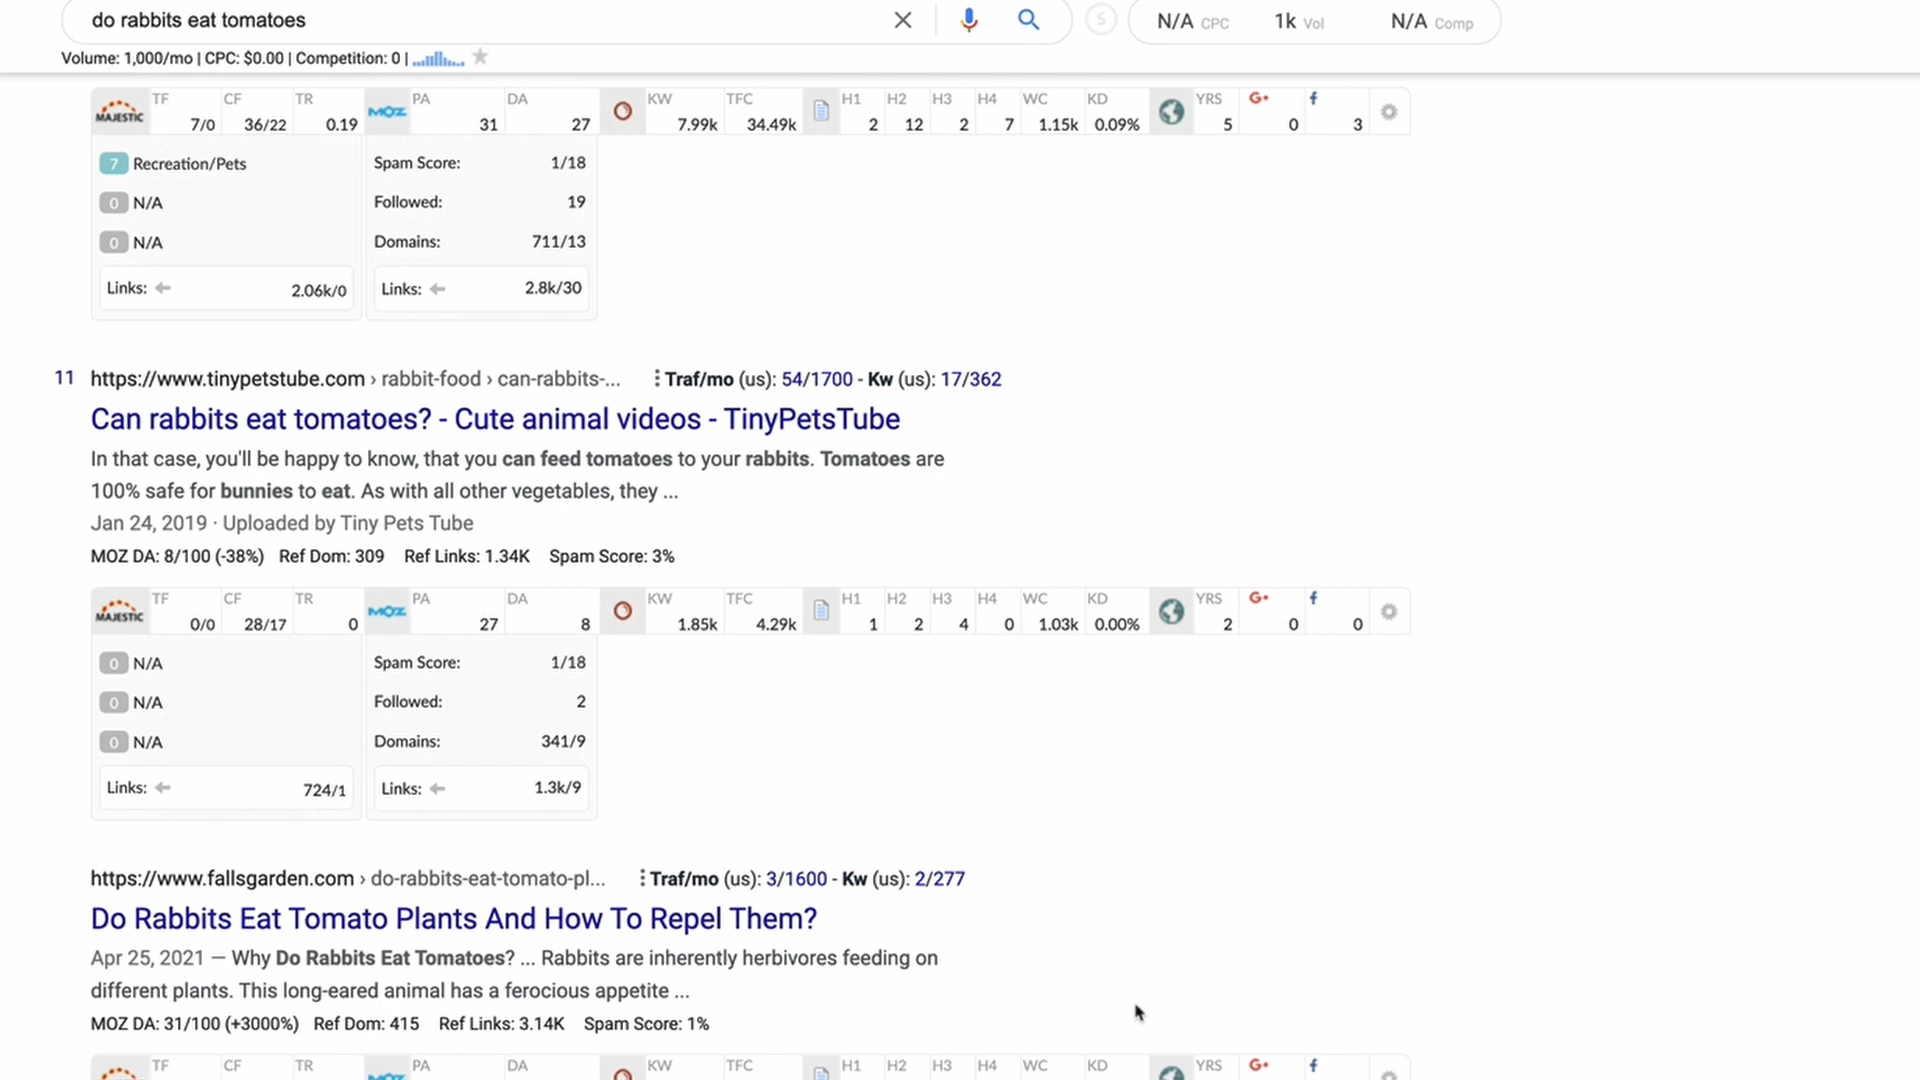 do rabbits eat tomatoes
S
N/A CPC 1k Vol N/A Comp
Volume: 1,000/mo | CPC: $0.00 | Competition: 0 |
MAJESTIC TF 7/0 CF 36/22 TR 0.19 MOZ PA 31 DA 27 KW 7.99k TFC 34.49k H1 2 H2 12 H3 2 H4 7 WC 1.15k KD 0.09% YRS 5 G+ 0 f 3
7 Recreation/Pets
0 N/A
0 N/A
Links: 2.06k/0
Spam Score: 1/18
Followed: 19
Domains: 711/13
Links: 2.8k/30
11 https://www.tinypetstube.com › rabbit-food › can-rabbits-... Traf/mo (us): 54/1700 - Kw (us): 17/362
Can rabbits eat tomatoes? - Cute animal videos - TinyPetsTube
In that case, you'll be happy to know, that you can feed tomatoes to your rabbits. Tomatoes are
100% safe for bunnies to eat. As with all other vegetables, they ...
Jan 24, 2019 · Uploaded by Tiny Pets Tube
MOZ DA: 8/100 (-38%) Ref Dom: 309 Ref Links: 1.34K Spam Score: 3%
MAJESTIC TF 0/0 CF 28/17 TR 0 MOZ PA 27 DA 8 KW 1.85k TFC 4.29k H1 1 H2 2 H3 4 H4 0 WC 1.03k KD 0.00% YRS 2 G+ 0 f 0
0 N/A
0 N/A
0 N/A
Links: 724/1
Spam Score: 1/18
Followed: 2
Domains: 341/9
Links: 1.3k/9
https://www.fallsgarden.com › do-rabbits-eat-tomato-pl... Traf/mo (us): 3/1600 - Kw (us): 2/277
Do Rabbits Eat Tomato Plants And How To Repel Them?
Apr 25, 2021 — Why Do Rabbits Eat Tomatoes? ... Rabbits are inherently herbivores feeding on
different plants. This long-eared animal has a ferocious appetite ...
MOZ DA: 31/100 (+3000%) Ref Dom: 415 Ref Links: 3.14K Spam Score: 1%
TF CF TR MOZ PA DA KW TFC H1 H2 H3 H4 WC KD YRS G+ f